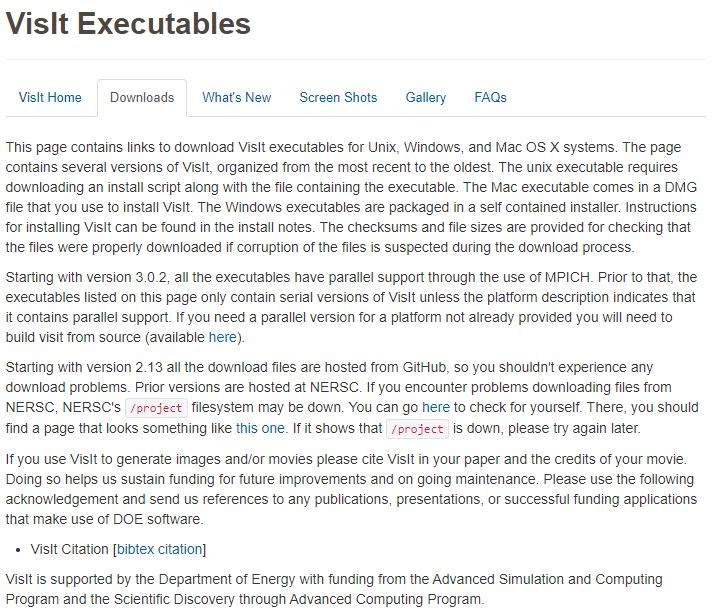 VisIt Executables
VisIt Home Downloads What's New Screen Shots Gallery FAQs
This page contains links to download VisIt executables for Unix, Windows, and Mac OS X systems. The page
contains several versions of VisIt, organized from the most recent to the oldest. The unix executable requires
downloading an install script along with the file containing the executable. The Mac executable comes in a DMG
file that you use to install VisIt. The Windows executables are packaged in a self contained installer. Instructions
for installing VisIt can be found in the install notes. The checksums and file sizes are provided for checking that
the files were properly downloaded if corruption of the files is suspected during the download process.
Starting with version 3.0.2, all the executables have parallel support through the use of MPICH. Prior to that, the
executables listed on this page only contain serial versions of VisIt unless the platform description indicates that
it contains parallel support. If you need a parallel version for a platform not already provided you will need to
build visit from source (available here).
Starting with version 2.13 all the download files are hosted from GitHub, so you shouldn't experience any
download problems. Prior versions are hosted at NERSC. If you encounter problems downloading files from
NERSC, NERSC's /project filesystem may be down. You can go here to check for yourself. There, you should
find a page that looks something like this one. If it shows that /project is down, please try again later.
If you use VisIt to generate images and/or movies please cite VisIt in your paper and the credits of your movie.
Doing so helps us sustain funding for future improvements and on going maintenance. Please use the following
acknowledgement and send us references to any publications, presentations, or successful funding applications
that make use of DOE software.
• VisIt Citation [bibtex citation]
VisIt is supported by the Department of Energy with funding from the Advanced Simulation and Computing
Program and the Scientific Discovery through Advanced Computing Program.